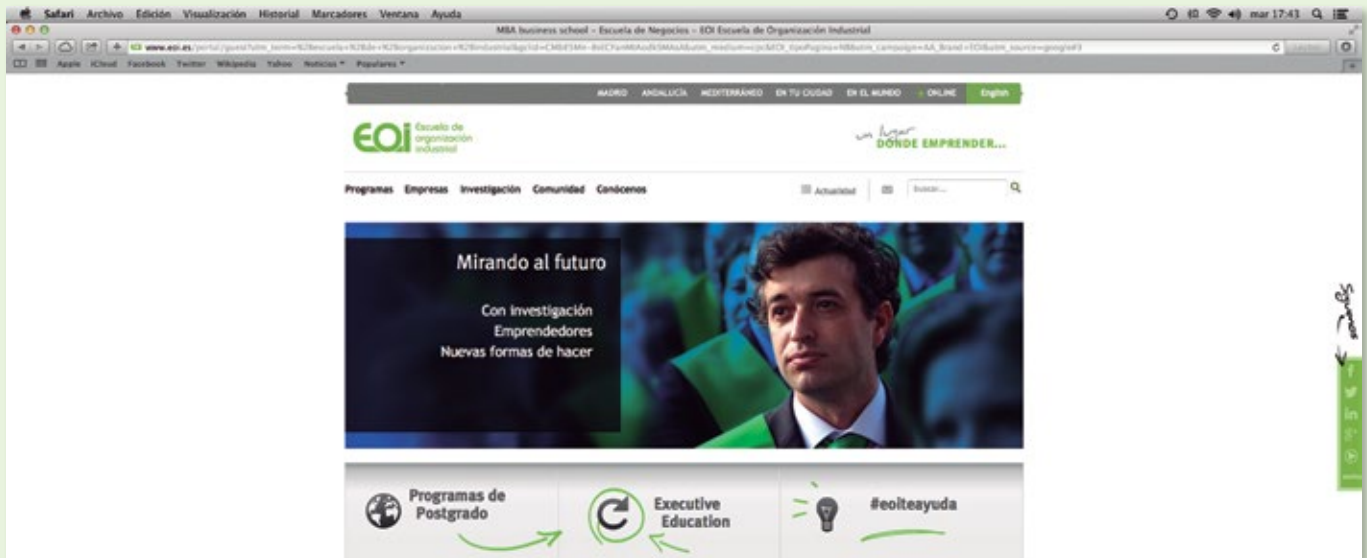 Safari Archivo Edición Visualización Historial Marcadores Ventana Ayuda mar 17:43
MBA business school - Escuela de Negocios - EOI Escuela de Organización Industrial
www.eoi.es
Apple iCloud Facebook Twitter Wikipedia Yahoo Noticias Populares
MADRID ANDALUCÍA MEDITERRÁNEO EN TU CIUDAD EN EL MUNDO ONLINE English
EOi Escuela de
organización
industrial
un lugar
DONDE EMPRENDER...
Programas Empresas Investigación Comunidad Conócenos Actualidad buscar...
Mirando al futuro
Con investigación
Emprendedores
Nuevas formas de hacer
Síguenos
Programas de
Postgrado
Executive
Education
#eoiteayuda